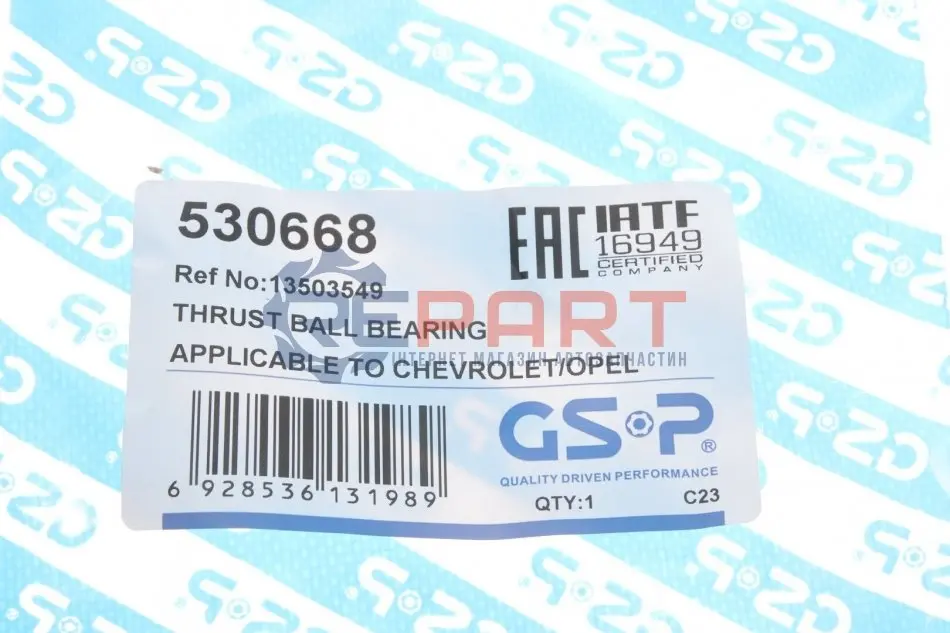 530668
EAC
IATF
16949
CERTIFIED
COMPANY
Ref No:13503549
REPART
THRUST BALL BEARING
ІНТЕРНЕТ МАГАЗИН АВТОЗАПЧАСТИН
APPLICABLE TO CHEVROLET/OPEL
GSP®
QUALITY DRIVEN PERFORMANCE
6 928536 131989
QTY:1
C23